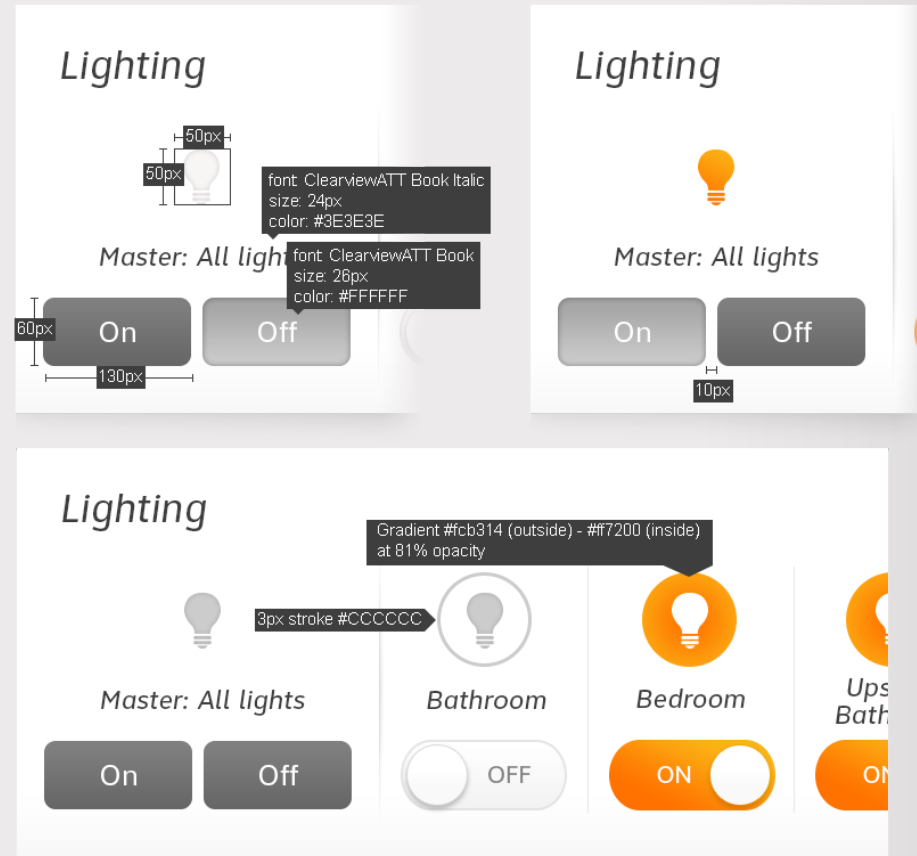 Lighting
50px
50px
font: ClearviewATT Book Italic
size: 24px
color: #3E3E3E
Master: All ligh
font: ClearviewATT Book
size: 26px
color: #FFFFFF
60px
On
Off
130px
Lighting
Master: All lights
On
Off
10px
Lighting
Gradient #fcb314 (outside) - #ff7200 (inside)
at 81% opacity
3px stroke #CCCCCC
Master: All lights
Bathroom
Bedroom
Ups
Bath
On
Off
OFF
ON
ON